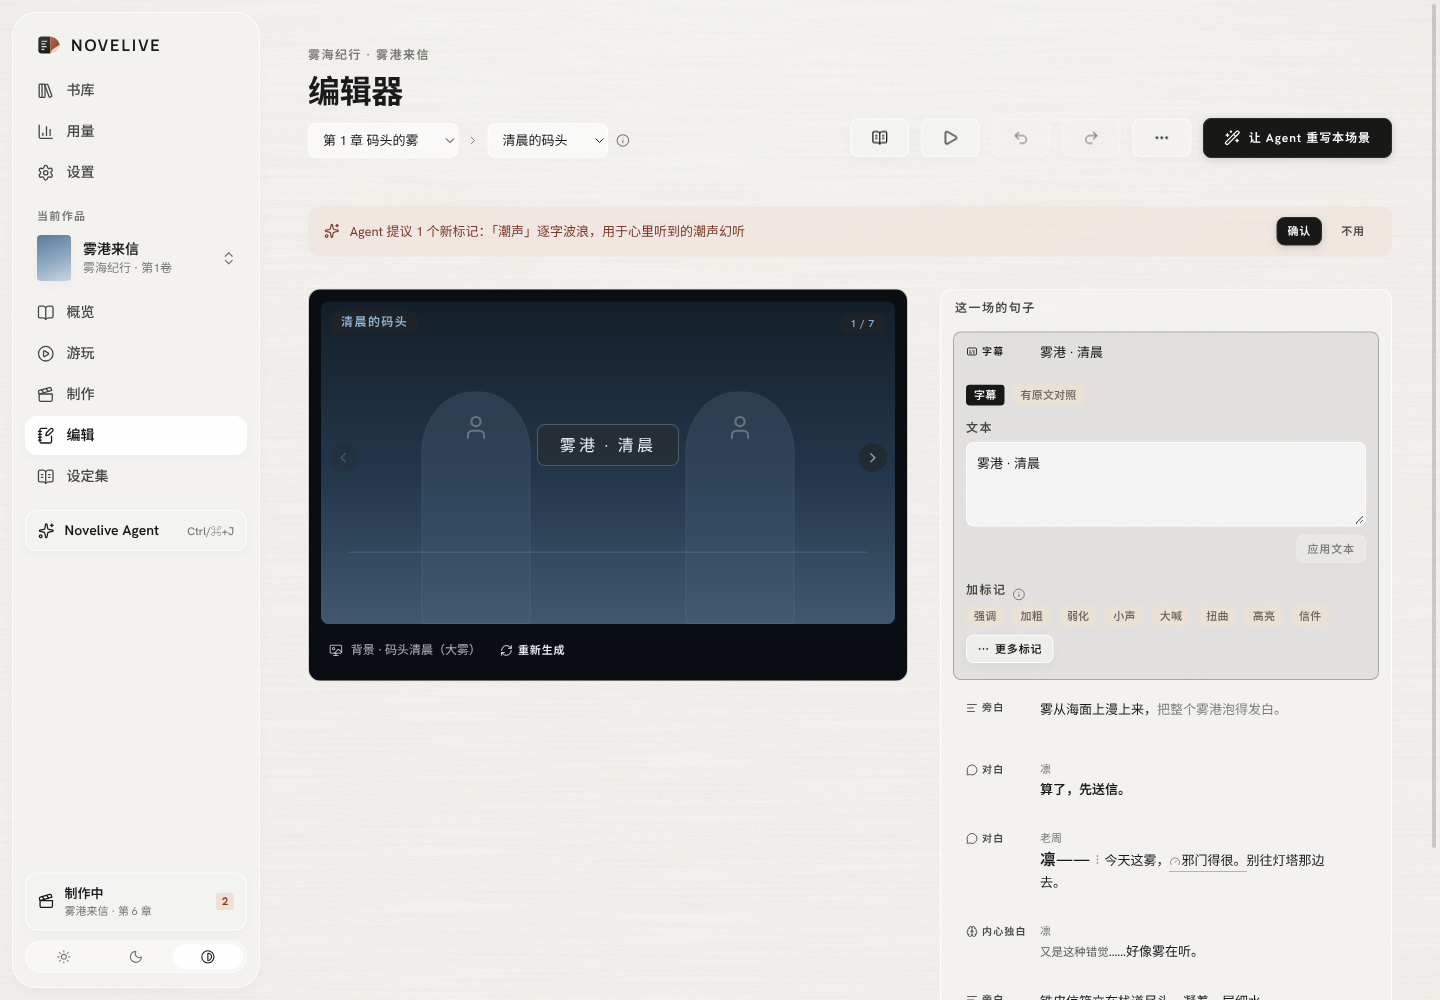 NOVELIVE
书库
用量
设置
当前作品
雾港来信
雾海纪行 · 第1卷
概览
游玩
制作
编辑
设定集
Novelive Agent Ctrl/⌘+J
制作中
雾港来信 · 第 6 章
2
雾海纪行 · 雾港来信
编辑器
第 1 章 码头的雾
清晨的码头
让 Agent 重写本场景
Agent 提议 1 个新标记：「潮声」逐字波浪，用于心里听到的潮声幻听
确认
不用
清晨的码头
1 / 7
雾港 · 清晨
背景 · 码头清晨（大雾）
重新生成
这一场的句子
字幕 雾港 · 清晨
字幕 有原文对照
文本
雾港 · 清晨
应用文本
加标记
强调 加粗 弱化 小声 大喊 扭曲 高亮 信件
··· 更多标记
旁白 雾从海面上漫上来，把整个雾港泡得发白。
对白 凛
算了，先送信。
对白 老周
凛—— 今天这雾，邪门得很。别往灯塔那边
去。
内心独白 凛
又是这种错觉……好像雾在听。